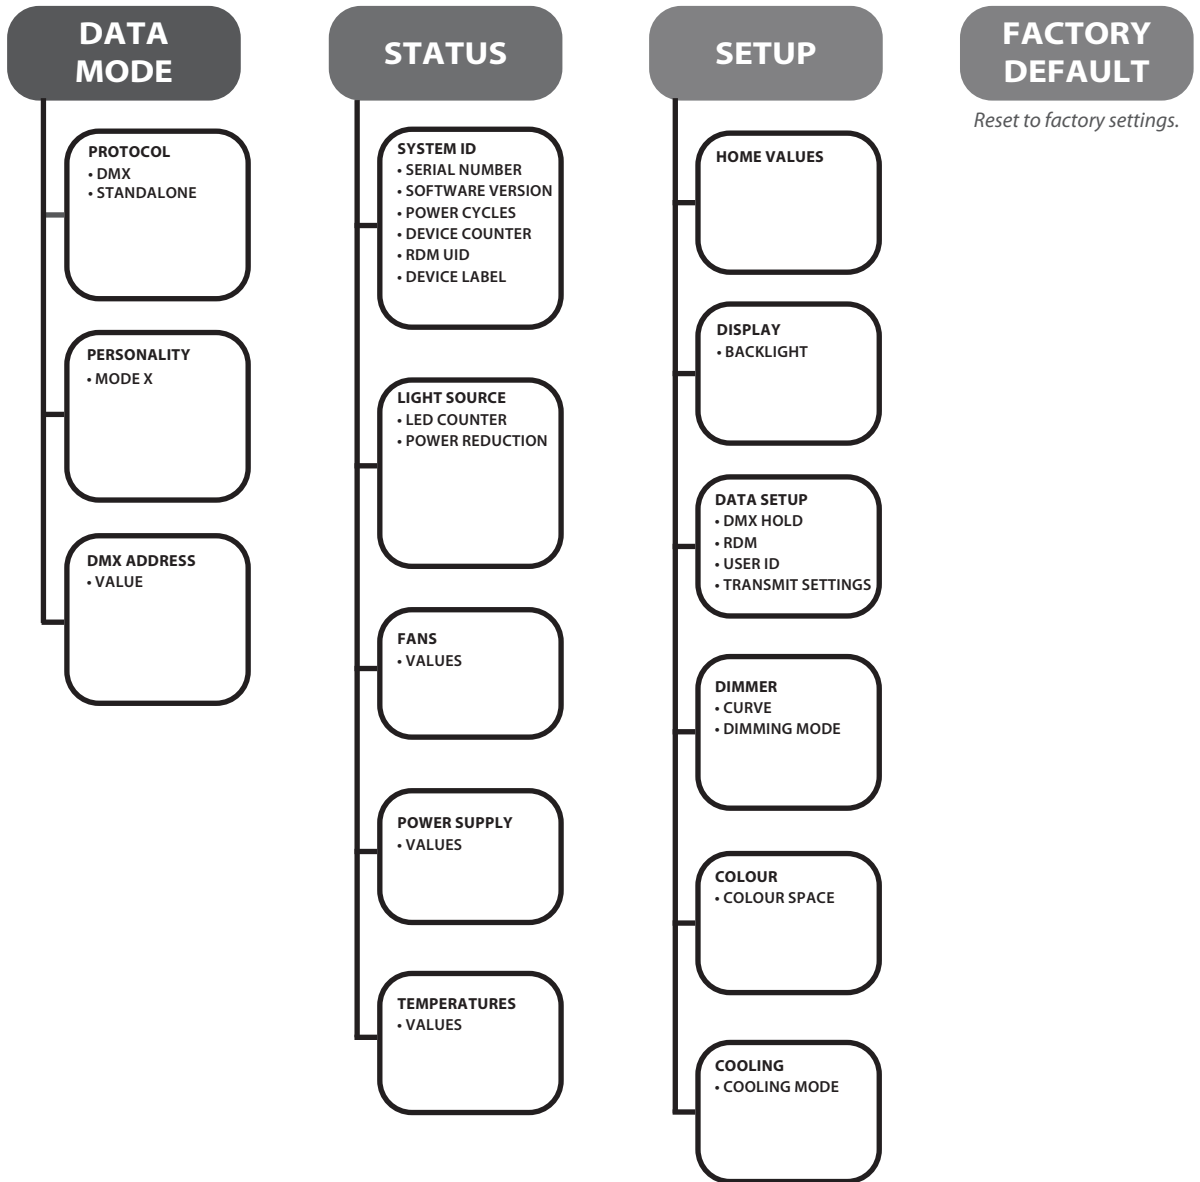 DATA
MODE
PROTOCOL
• DMX
• STANDALONE
PERSONALITY
• MODE X
DMX ADDRESS
• VALUE
STATUS
SYSTEM ID
• SERIAL NUMBER
• SOFTWARE VERSION
• POWER CYCLES
• DEVICE COUNTER
• RDM UID
• DEVICE LABEL
LIGHT SOURCE
• LED COUNTER
• POWER REDUCTION
FANS
• VALUES
POWER SUPPLY
• VALUES
TEMPERATURES
• VALUES
SETUP
HOME VALUES
DISPLAY
• BACKLIGHT
DATA SETUP
• DMX HOLD
• RDM
• USER ID
• TRANSMIT SETTINGS
DIMMER
• CURVE
• DIMMING MODE
COLOUR
• COLOUR SPACE
COOLING
• COOLING MODE
FACTORY
DEFAULT
Reset to factory settings.